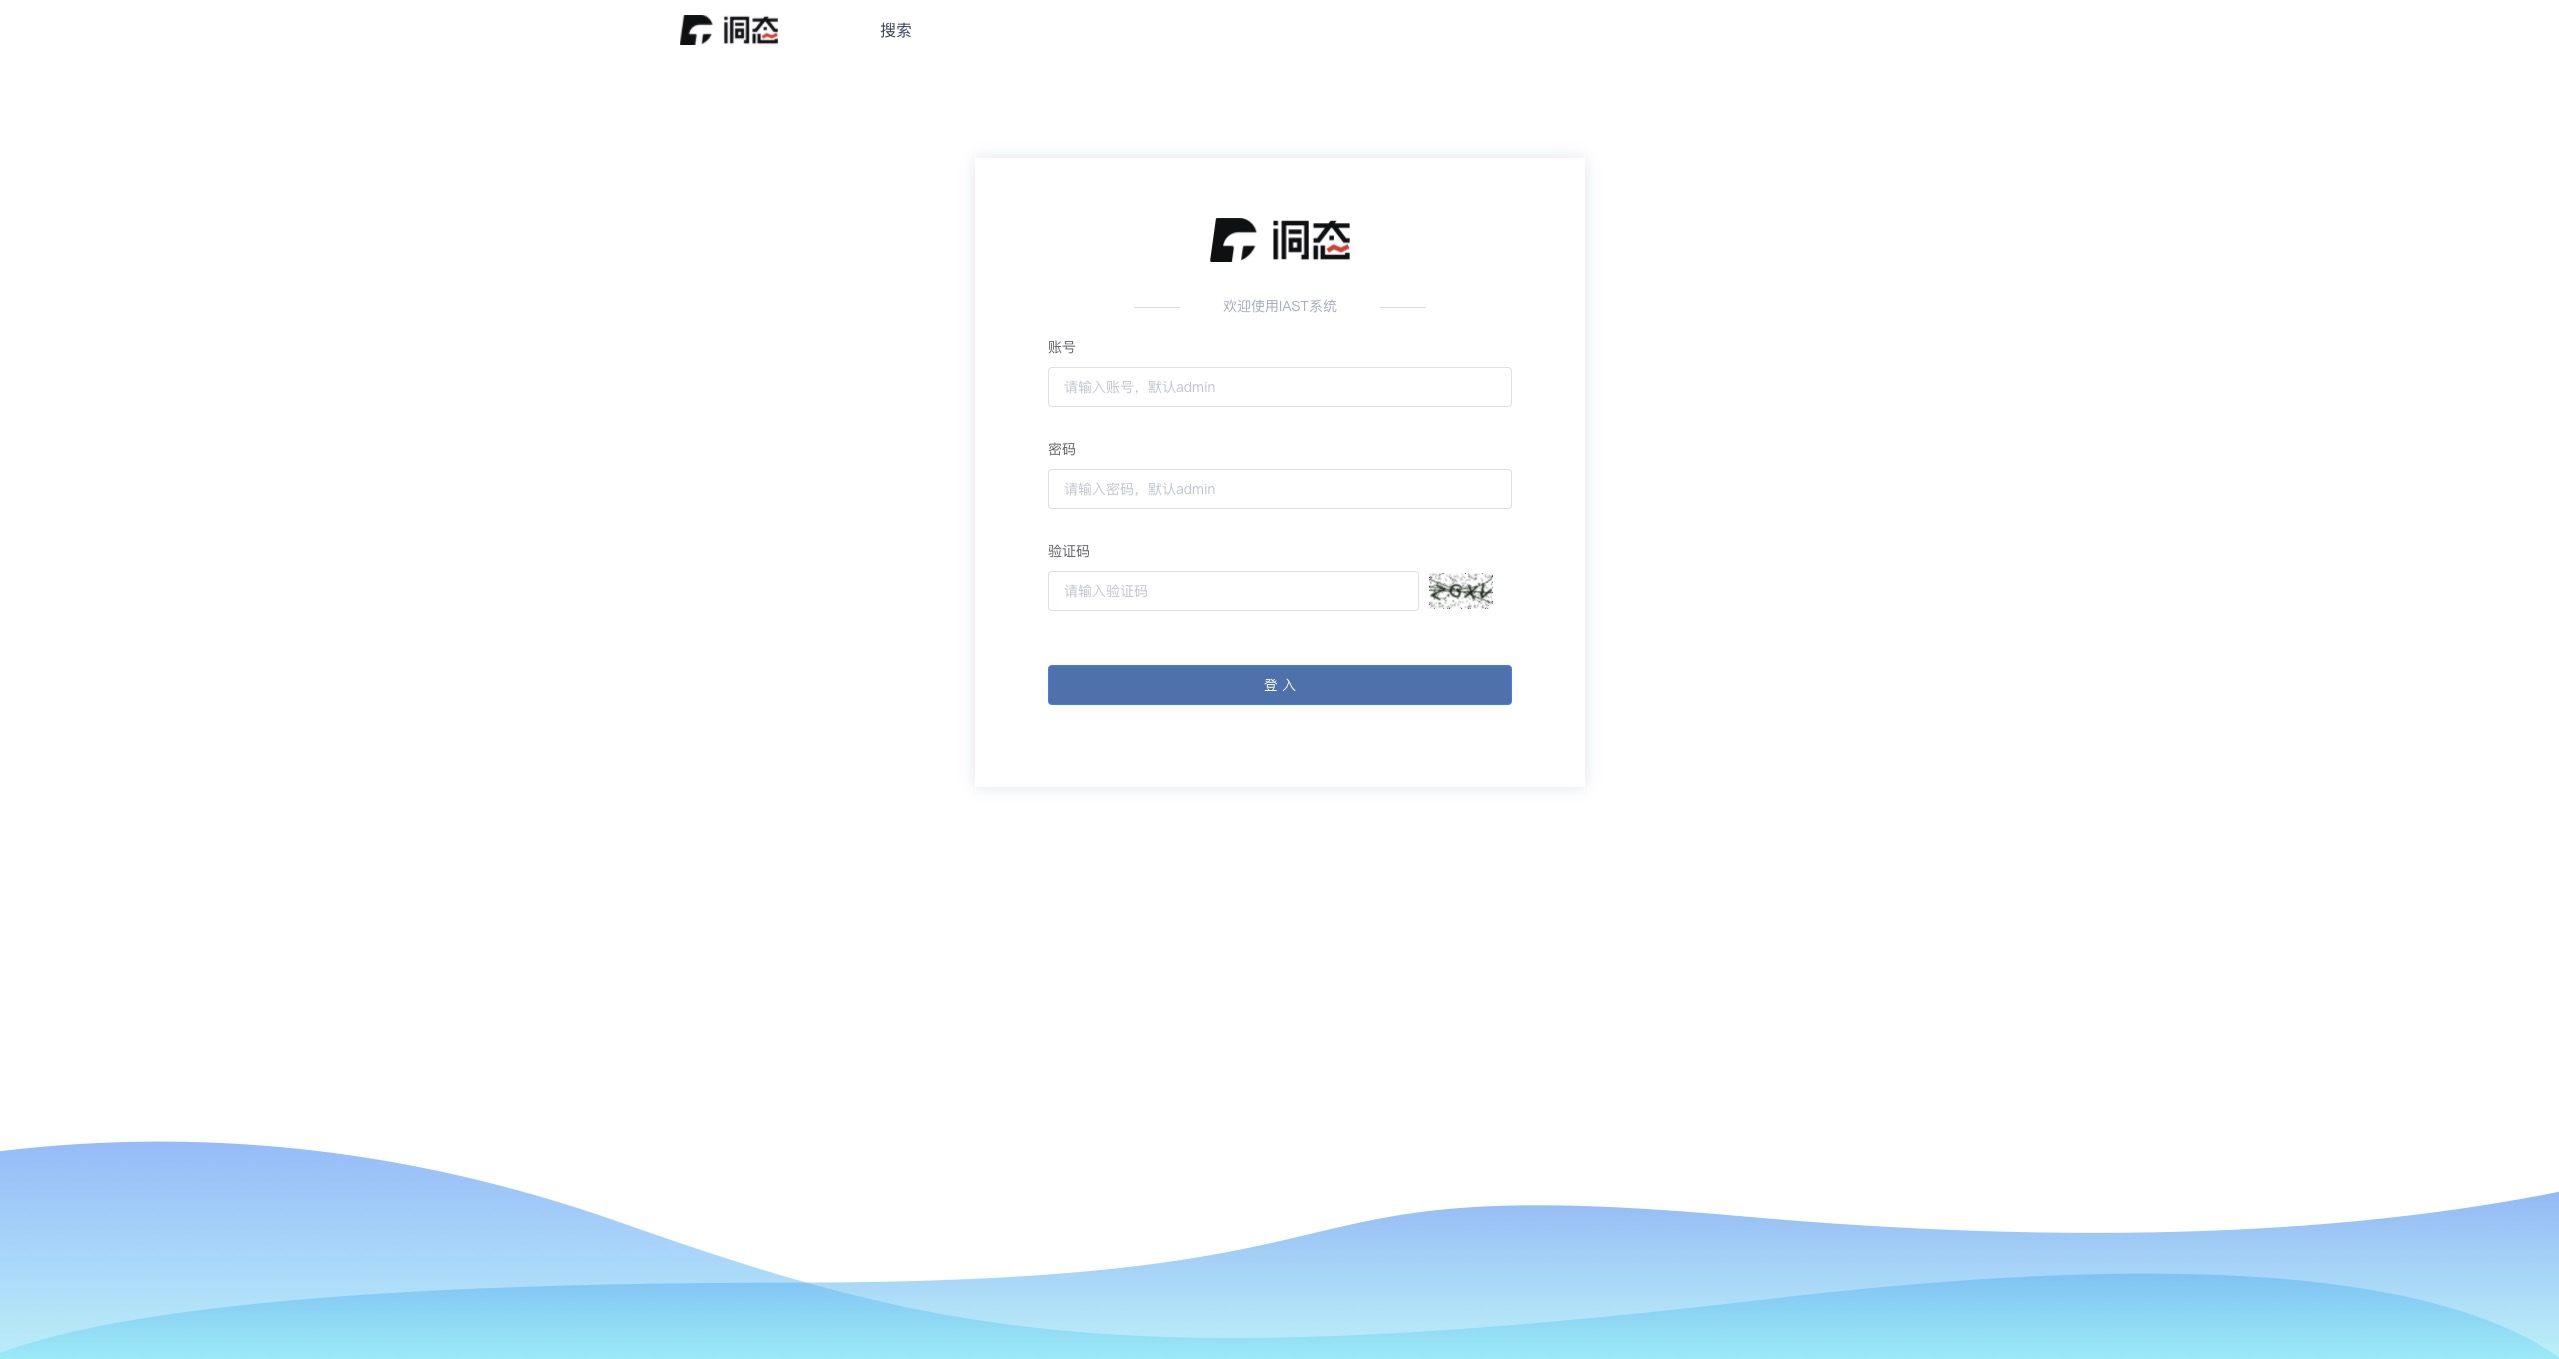 洞态
搜索
洞态
欢迎使用IAST系统
账号
请输入账号，默认admin
密码
请输入密码，默认admin
验证码
请输入验证码
登 入